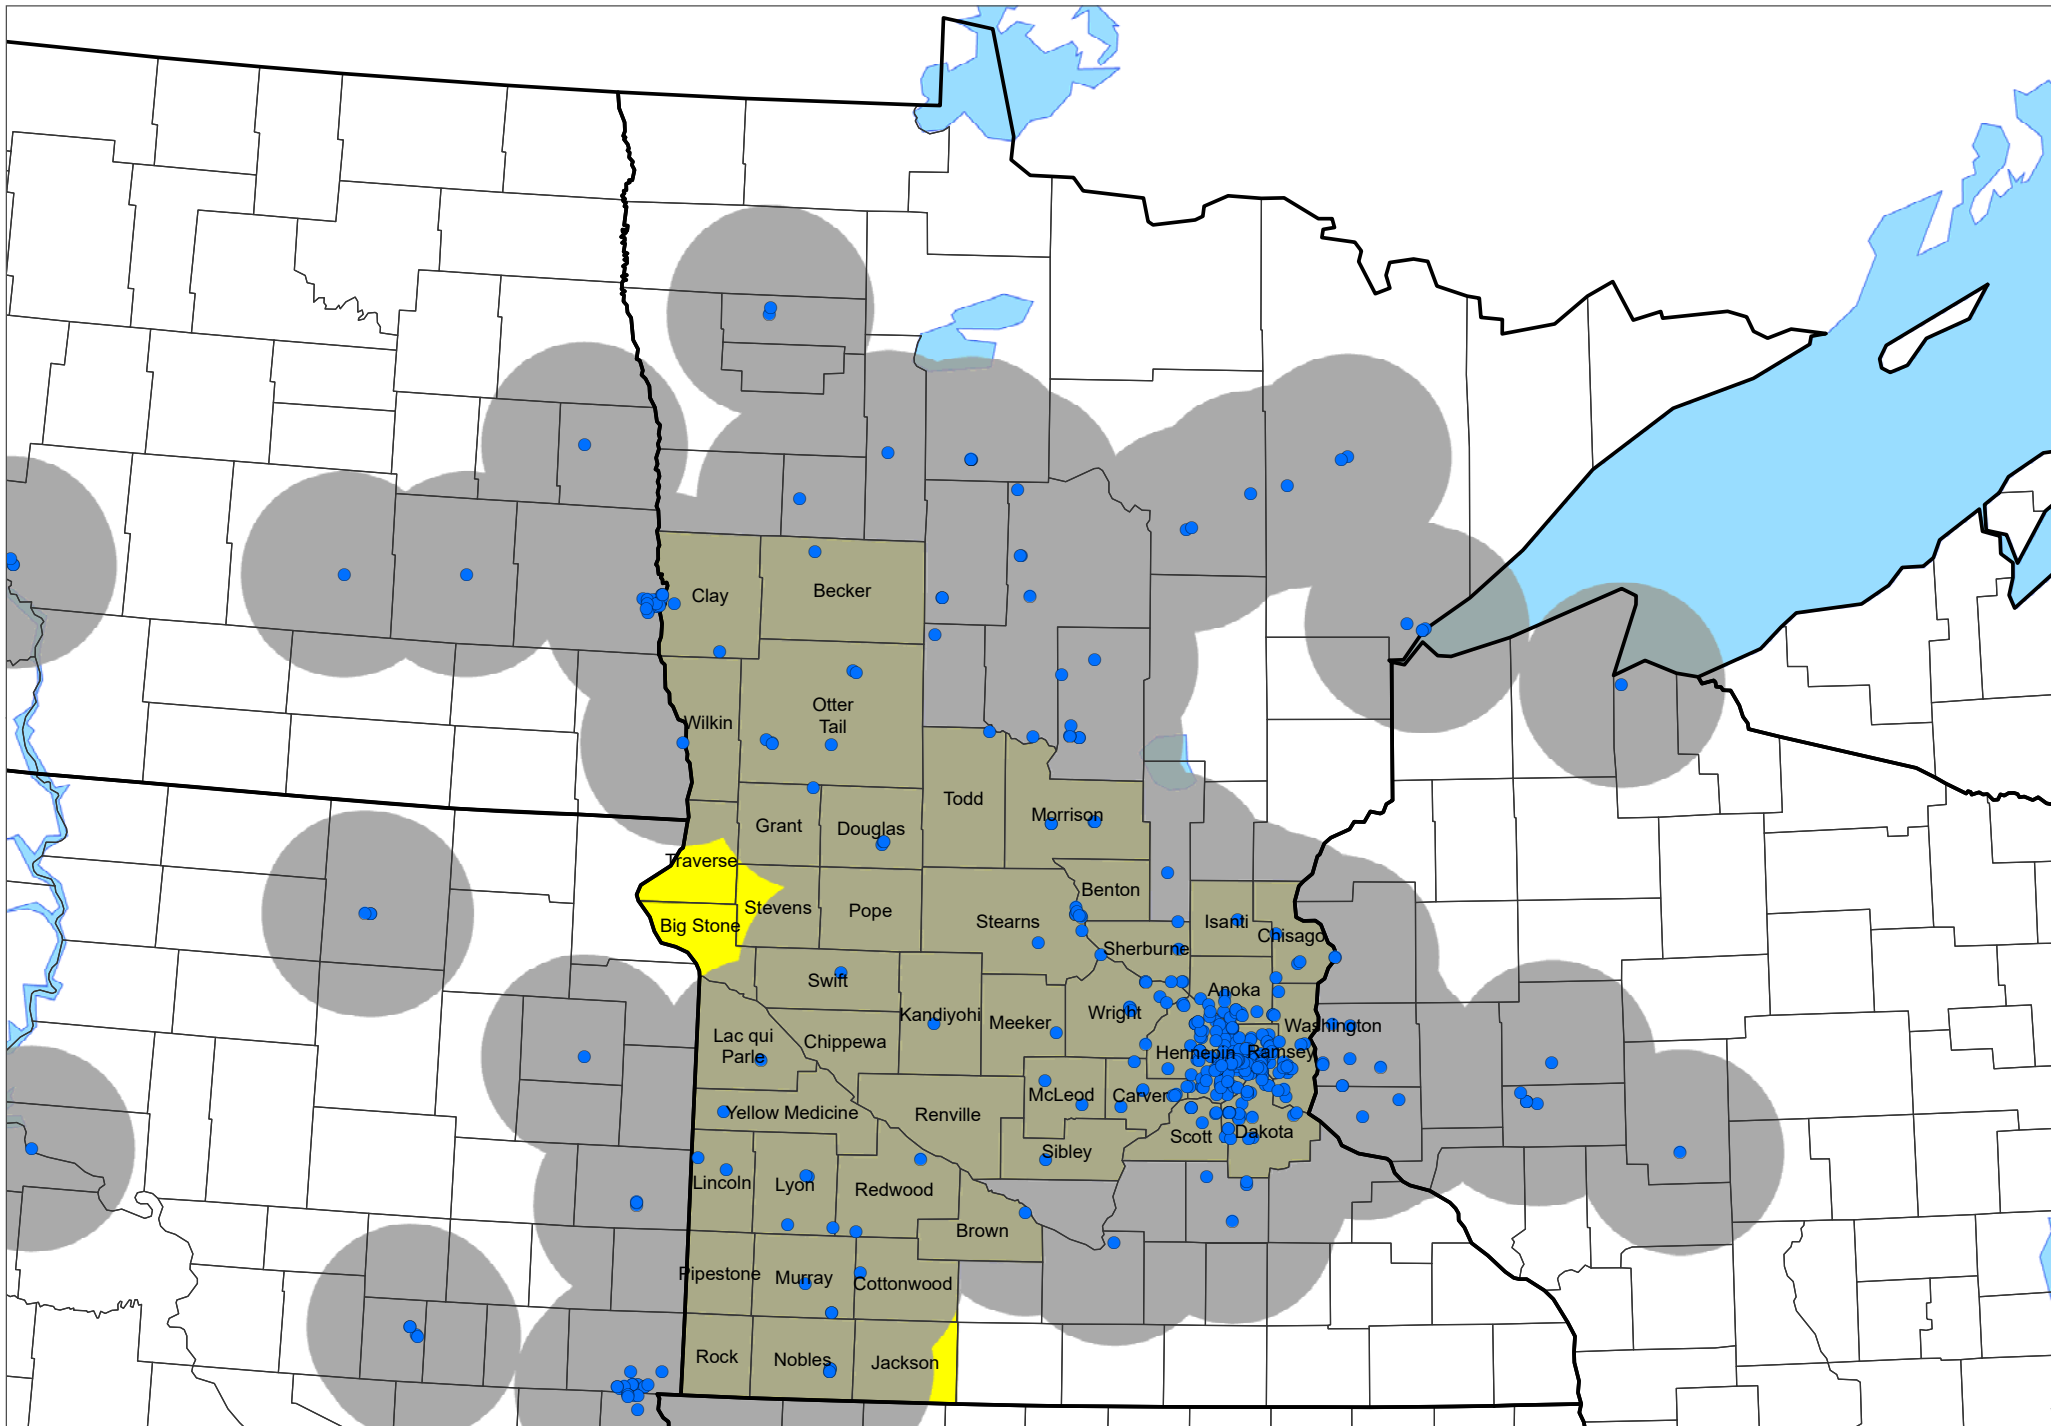 Clay
Becker
Wilkin
Otter
Tail
Todd
Morrison
Grant
Douglas
Traverse
Benton
Stevens
Pope
Stearns
Big Stone
Isanti
Chisago
Sherburne
Swift
Anoka
Kandiyohi
Meeker
Wright
Washington
Lac qui
Parle
Chippewa
Hennepin
Ramsey
McLeod
Carver
Yellow Medicine
Renville
Scott
Dakota
Sibley
Lincoln
Lyon
Redwood
Brown
Pipestone
Murray
Cottonwood
Rock
Nobles
Jackson